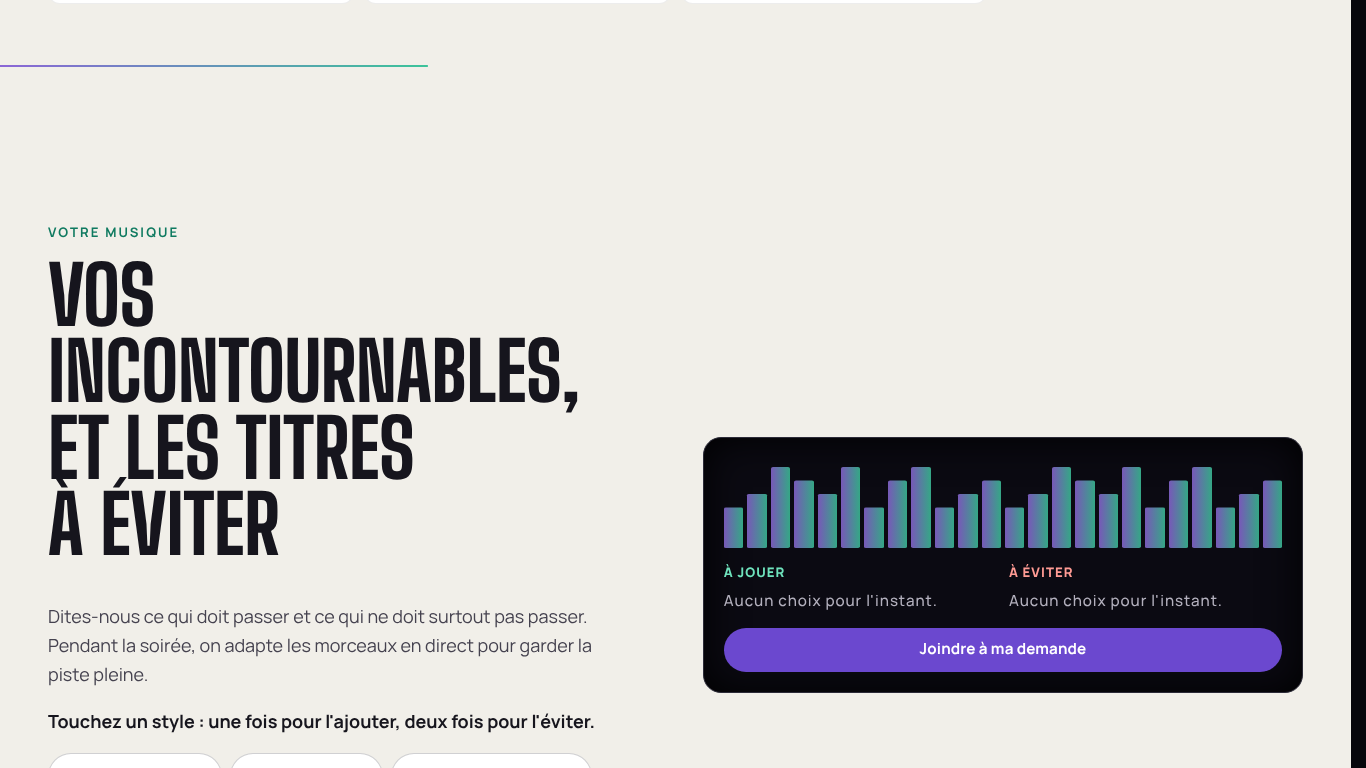 VOTRE MUSIQUE
VOS
INCONTOURNABLES,
ET LES TITRES
À ÉVITER
Dites-nous ce qui doit passer et ce qui ne doit surtout pas passer.
Pendant la soirée, on adapte les morceaux en direct pour garder la
piste pleine.
Touchez un style : une fois pour l'ajouter, deux fois pour l'éviter.
À JOUER
Aucun choix pour l'instant.
À ÉVITER
Aucun choix pour l'instant.
Joindre à ma demande